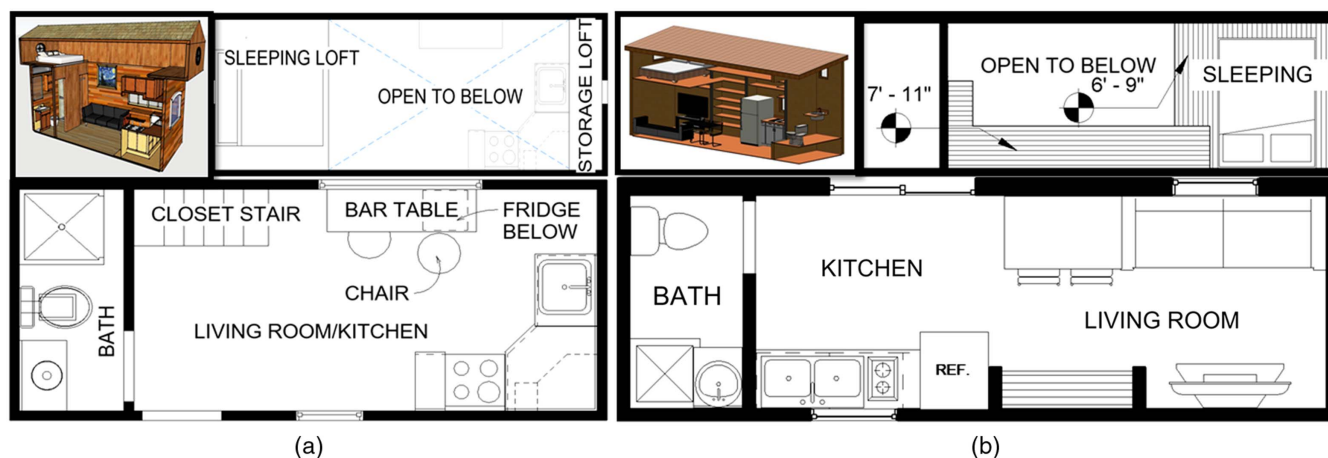 SLEEPING LOFT
OPEN TO BELOW
STORAGE LOFT
CLOSET STAIR
BAR TABLE
FRIDGE
BELOW
CHAIR
BATH
LIVING ROOM/KITCHEN
(a)
7' - 11"
OPEN TO BELOW
6' - 9"
SLEEPING
KITCHEN
BATH
LIVING ROOM
REF.
(b)